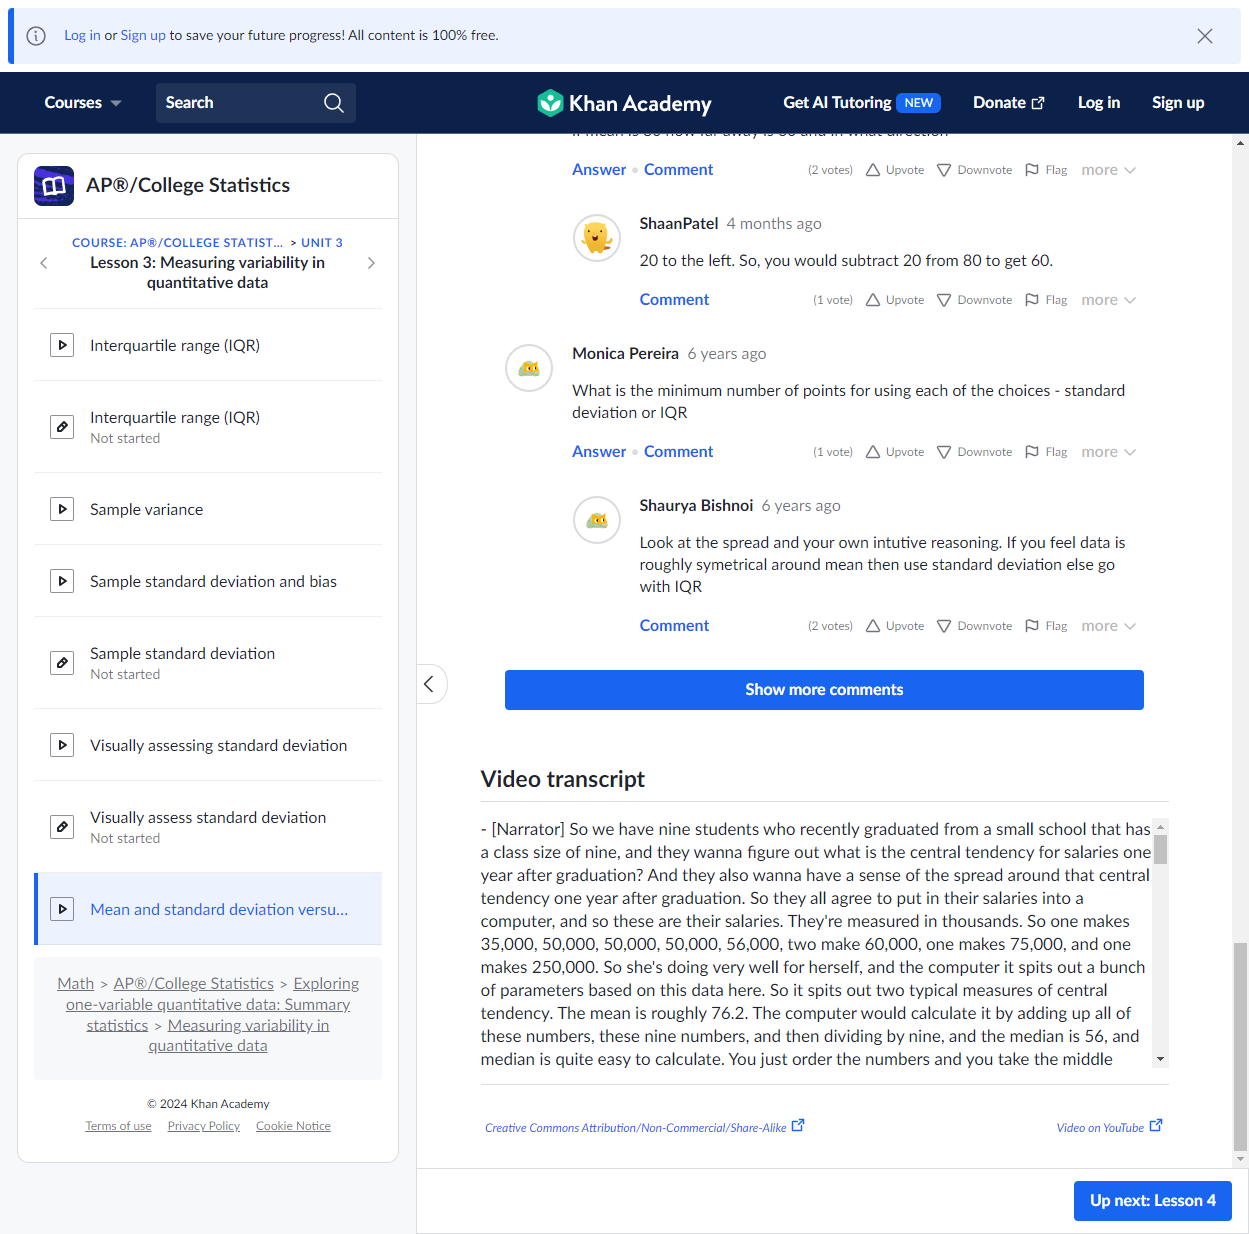 Log in or Sign up to save your future progress! All content is 100% free.
Courses
Search
Khan Academy
Get AI Tutoring NEW
Donate
Log in
Sign up
AP®/College Statistics
COURSE: AP®/COLLEGE STATIST... > UNIT 3
Lesson 3: Measuring variability in
quantitative data
Interquartile range (IQR)
Interquartile range (IQR)
Not started
Sample variance
Sample standard deviation and bias
Sample standard deviation
Not started
Visually assessing standard deviation
Visually assess standard deviation
Not started
Mean and standard deviation versu...
Math > AP®/College Statistics > Exploring
one-variable quantitative data: Summary
statistics > Measuring variability in
quantitative data
© 2024 Khan Academy
Terms of use Privacy Policy Cookie Notice
Answer • Comment (2 votes) Upvote Downvote Flag more
ShaanPatel 4 months ago
20 to the left. So, you would subtract 20 from 80 to get 60.
Comment (1 vote) Upvote Downvote Flag more
Monica Pereira 6 years ago
What is the minimum number of points for using each of the choices - standard
deviation or IQR
Answer • Comment (1 vote) Upvote Downvote Flag more
Shaurya Bishnoi 6 years ago
Look at the spread and your own intutive reasoning. If you feel data is
roughly symetrical around mean then use standard deviation else go
with IQR
Comment (2 votes) Upvote Downvote Flag more
Show more comments
Video transcript
- [Narrator] So we have nine students who recently graduated from a small school that has
a class size of nine, and they wanna figure out what is the central tendency for salaries one
year after graduation? And they also wanna have a sense of the spread around that central
tendency one year after graduation. So they all agree to put in their salaries into a
computer, and so these are their salaries. They're measured in thousands. So one makes
35,000, 50,000, 50,000, 50,000, 56,000, two make 60,000, one makes 75,000, and one
makes 250,000. So she's doing very well for herself, and the computer it spits out a bunch
of parameters based on this data here. So it spits out two typical measures of central
tendency. The mean is roughly 76.2. The computer would calculate it by adding up all of
these numbers, these nine numbers, and then dividing by nine, and the median is 56, and
median is quite easy to calculate. You just order the numbers and you take the middle
Creative Commons Attribution/Non-Commercial/Share-Alike
Video on YouTube
Up next: Lesson 4